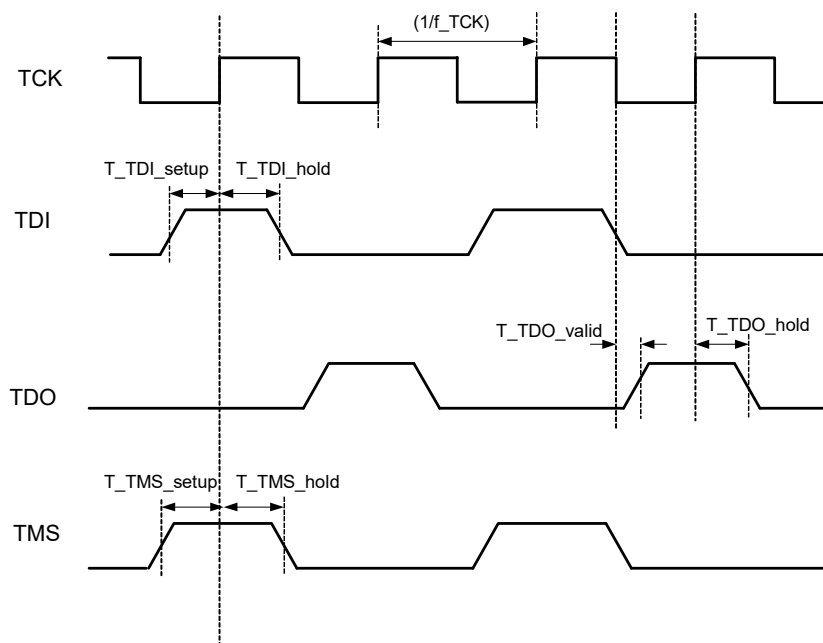 (1/f_TCK)
TCK
T_TDI_setup T_TDI_hold
TDI
T_TDO_valid T_TDO_hold
TDO
T_TMS_setup T_TMS_hold
TMS